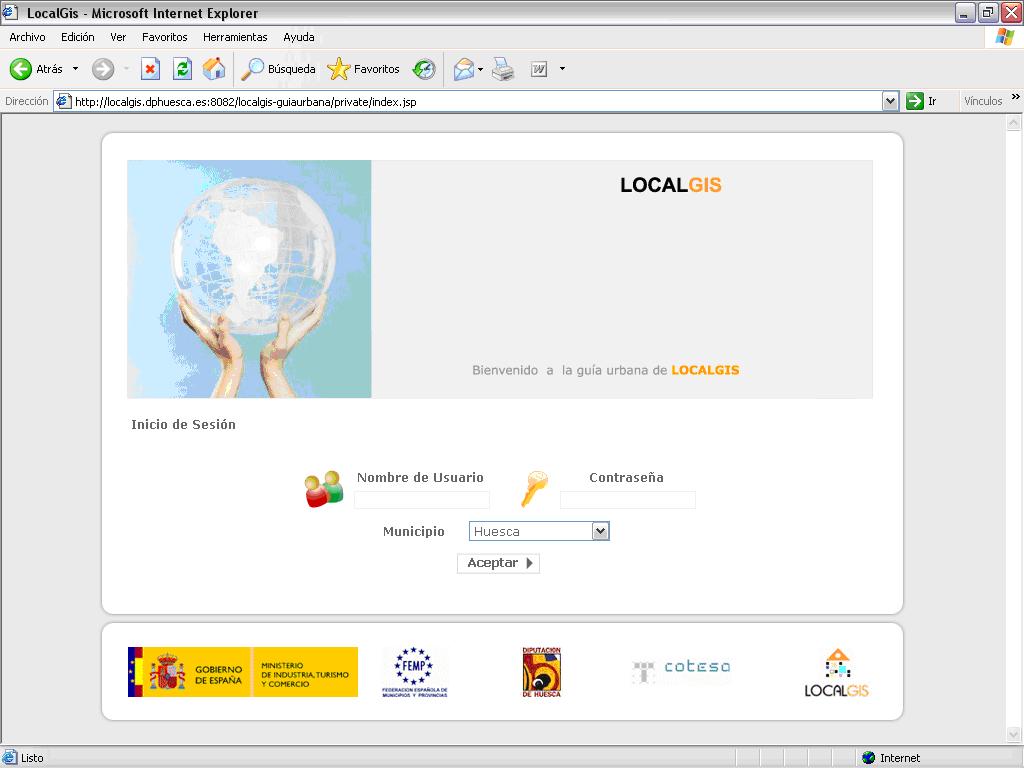 LocalGis - Microsoft Internet Explorer
Archivo Edición Ver Favoritos Herramientas Ayuda
Atrás Búsqueda Favoritos
Dirección http://localgis.dphuesca.es:8082/localgis-guiaurbana/private/index.jsp Ir Vínculos »
LOCALGIS
Bienvenido a la guía urbana de LOCALGIS
Inicio de Sesión
Nombre de Usuario Contraseña
Municipio Huesca
Aceptar
GOBIERNO
DE ESPAÑA
MINISTERIO
DE INDUSTRIA, TURISMO
Y COMERCIO
FEMP
FEDERACION ESPAÑOLA DE
MUNICIPIOS Y PROVINCIAS
DIPUTACION
DE HUESCA
cotesa
LOCALGIS
Listo Internet